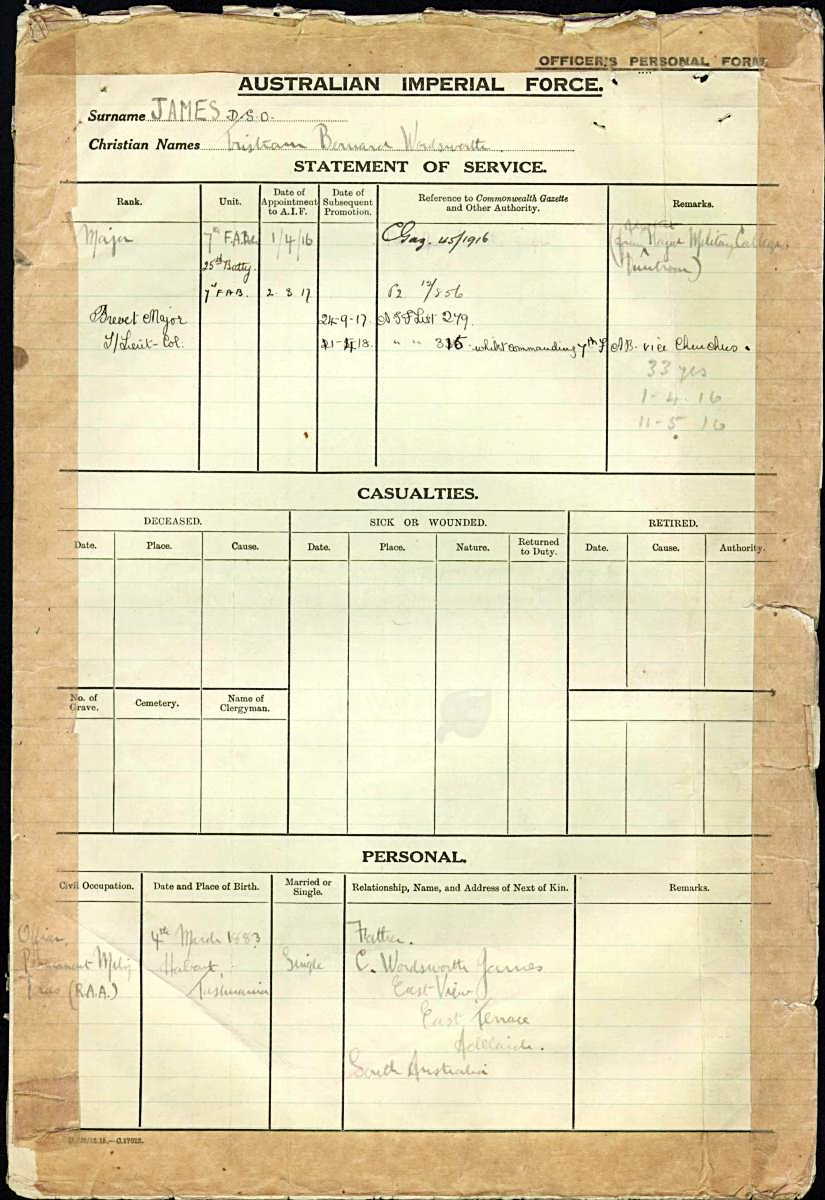 OFFICER'S PERSONAL FORM.
AUSTRALIAN IMPERIAL FORCE.
Surname JAMES D.S.O.
Christian Names Tristram Bernard Wordsworth
STATEMENT OF SERVICE.
Rank. Unit. Date of Appointment to A.I.F. Date of Subsequent Promotion. Reference to Commonwealth Gazette and Other Authority. Remarks.
Major 7th F.A.Bde 1/4/16 C Gaz. 45/1916
(from Royal Military College,
Duntroon)
25th Batty.
7th F.A.B. 2.8.17
Brevet Major 24-9-17 List 279.
T/Lieut-Col. " " whilst commanding 7th F A B. vice Churchus.
33 yrs
1-4-16
11-5 16
CASUALTIES.
DECEASED. SICK OR WOUNDED. RETIRED.
Date. Place. Cause. Date. Place. Nature. Returned to Duty. Date. Cause. Authority.
No. of Grave. Cemetery. Name of Clergyman.
PERSONAL.
Civil Occupation. Date and Place of Birth. Married or Single. Relationship, Name, and Address of Next of Kin. Remarks.
Officer, 4th March 1883 Father.
Permanent Mily Hobart, Single C. Wordsworth James
(R.A.A.) Tasmania East View
East Terrace
Adelaide.
South Australia